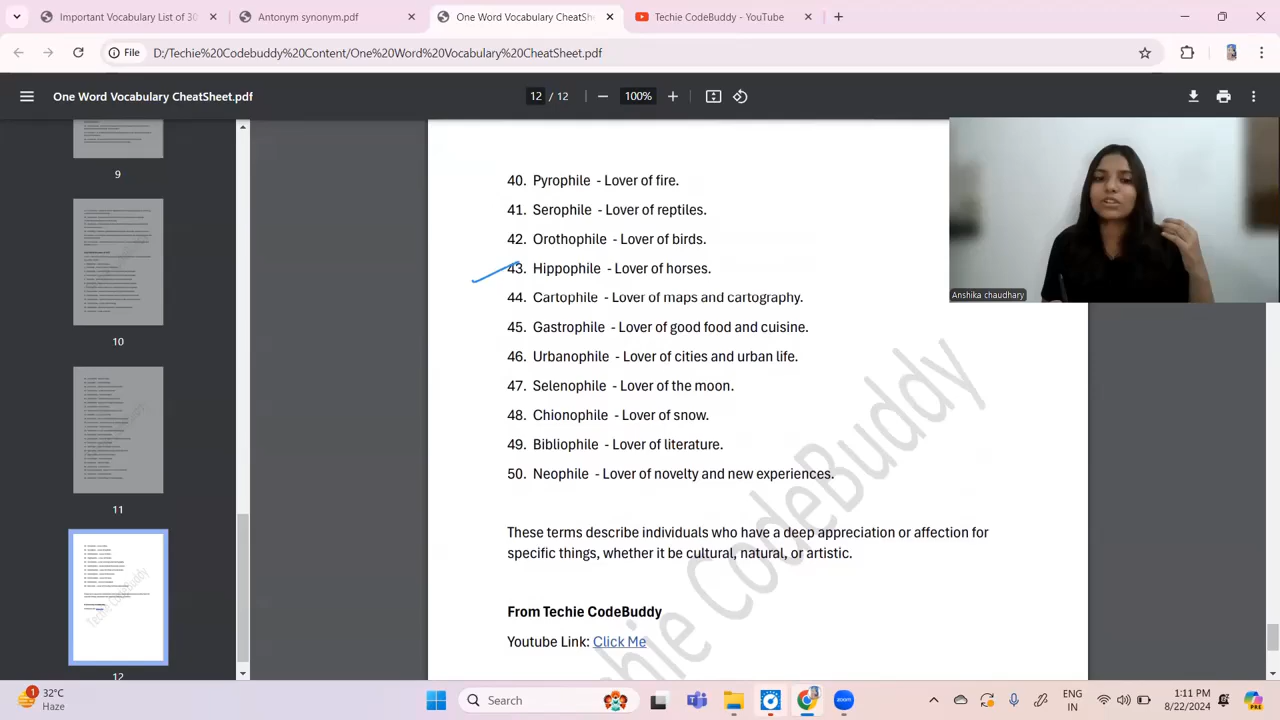 Important Vocabulary List of 30
Antonym synonym.pdf
One Word Vocabulary CheatSh
Techie CodeBuddy - YouTube
File
D:/Techie%20Codebuddy%20Content/One%20Word%20Vocabulary%20CheatSheet.pdf
One Word Vocabulary CheatSheet.pdf
12 / 12
100%
9
10
11
12
40. Pyrophile - Lover of fire.
41. Serophile - Lover of reptiles.
42. Orothophile - Lover of birds.
43. Hippophile - Lover of horses.
44. Cartophile - Lover of maps and cartography.
45. Gastrophile - Lover of good food and cuisine.
46. Urbanophile - Lover of cities and urban life.
47. Selenophile - Lover of the moon.
48. Chionophile - Lover of snow.
49. Bibliophile - Lover of literature.
50. Neophile - Lover of novelty and new experiences.
These terms describe individuals who have a deep appreciation or affection for
specific things, whether it be cultural, natural, or artistic.
From Techie CodeBuddy
Youtube Link: Click Me
Techie Codebuddy
Anshika chaudhary
1
32°C
Haze
Search
zoom
ENG
IN
1:11 PM
8/22/2024
PRE